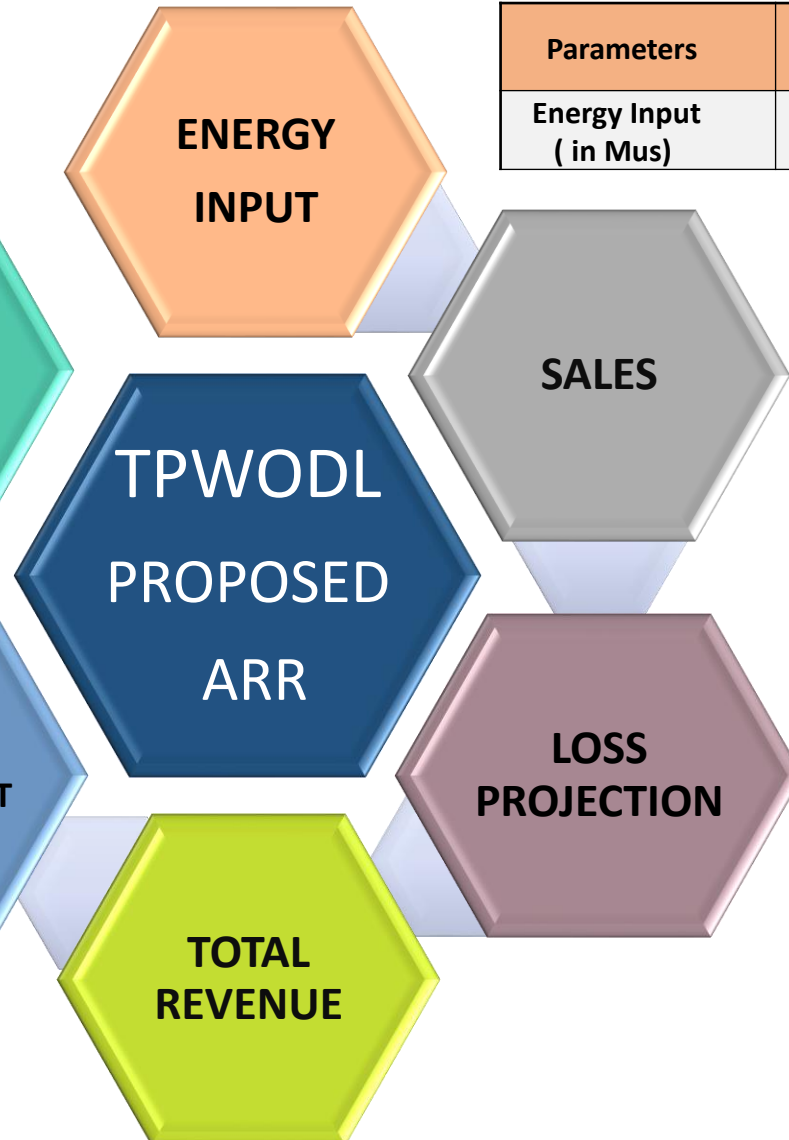 Parameters
Energy Input
( in Mus)
ENERGY
INPUT
SALES
TPWODL
PROPOSED
ARR
LOSS
PROJECTION
T
TOTAL
REVENUE